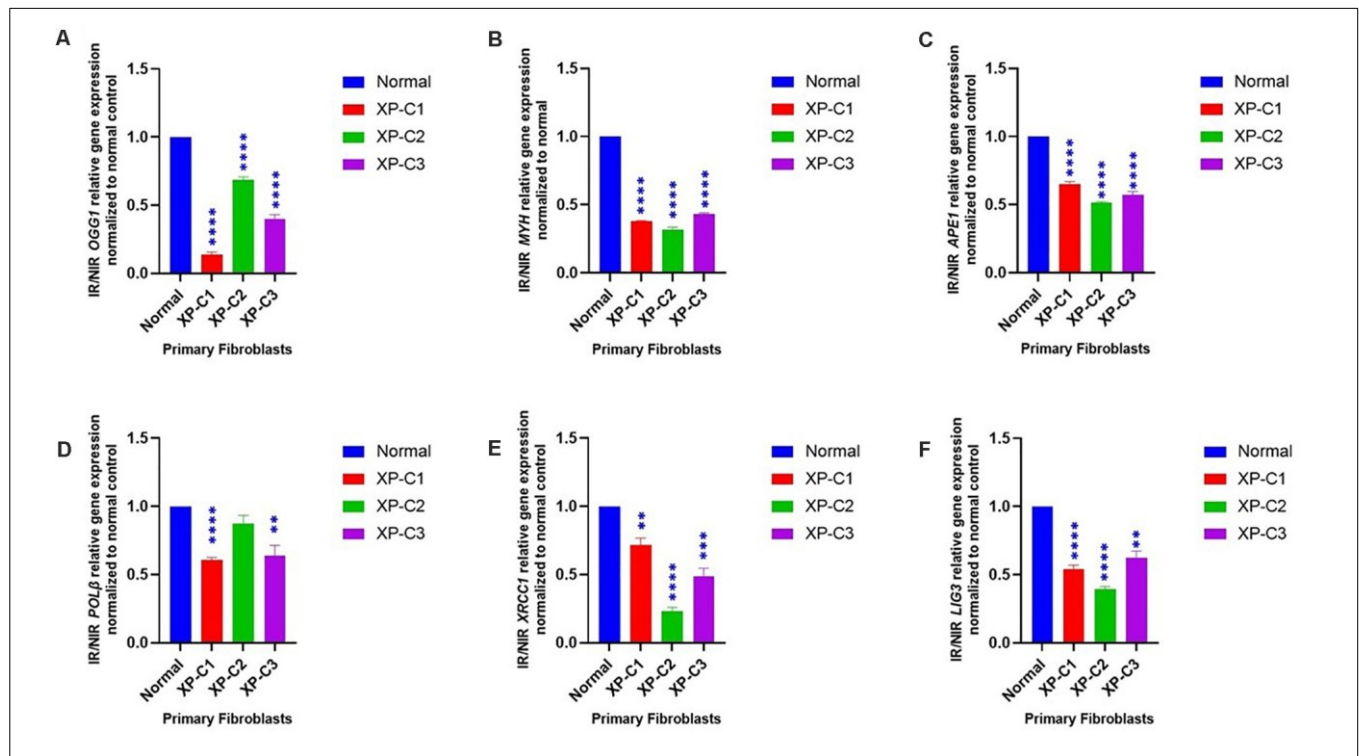 A
IR/NIR OGG1 relative gene expression
normalized to normal control
1.5
1.0
0.5
0.0
****
****
****
Normal
XP-C1
XP-C2
XP-C3
Primary Fibroblasts
Normal
XP-C1
XP-C2
XP-C3
B
IR/NIR MYH relative gene expression
normalized to normal
1.5
1.0
0.5
0.0
****
****
****
Normal
XP-C1
XP-C2
XP-C3
Primary Fibroblasts
Normal
XP-C1
XP-C2
XP-C3
C
IR/NIR APE1 relative gene expression
normalized to normal control
1.5
1.0
0.5
0.0
****
****
****
Normal
XP-C1
XP-C2
XP-C3
Primary Fibroblasts
Normal
XP-C1
XP-C2
XP-C3
D
IR/NIR POLβ relative gene expression
normalized to normal control
1.5
1.0
0.5
0.0
****
**
Normal
XP-C1
XP-C2
XP-C3
Primary Fibroblasts
Normal
XP-C1
XP-C2
XP-C3
E
IR/NIR XRCC1 relative gene expression
normalized to normal control
1.5
1.0
0.5
0.0
**
****
***
Normal
XP-C1
XP-C2
XP-C3
Primary Fibroblasts
Normal
XP-C1
XP-C2
XP-C3
F
IR/NIR LIG3 relative gene expression
normalized to normal control
1.5
1.0
0.5
0.0
****
****
**
Normal
XP-C1
XP-C2
XP-C3
Primary Fibroblasts
Normal
XP-C1
XP-C2
XP-C3